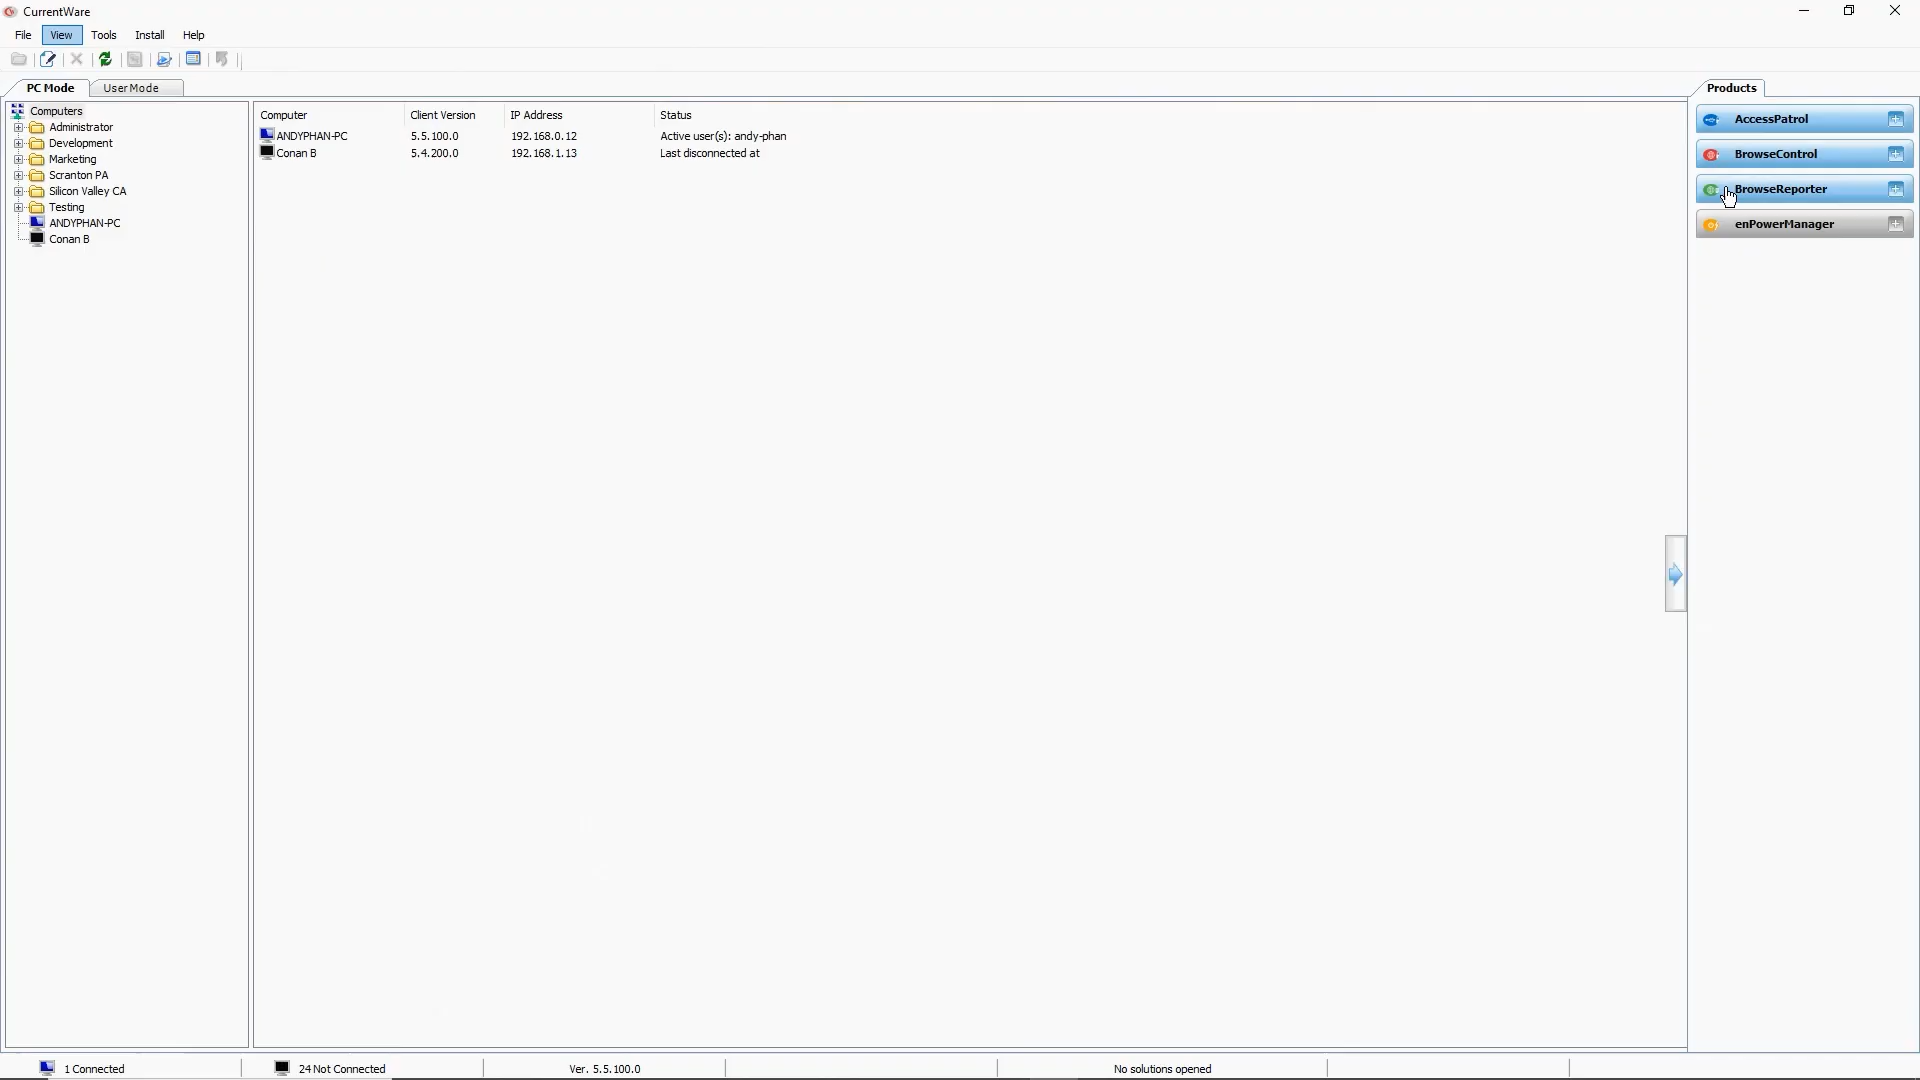 CurrentWare
File View Tools Install Help
PC Mode User Mode Products
Computers
Administrator
Development
Marketing
Scranton PA
Silicon Valley CA
Testing
ANDYPHAN-PC
Conan B
Computer Client Version IP Address Status
ANDYPHAN-PC 5.5.100.0 192.168.0.12 Active user(s): andy-phan
Conan B 5.4.200.0 192.168.1.13 Last disconnected at
AccessPatrol
BrowseControl
BrowseReporter
enPowerManager
1 Connected 24 Not Connected Ver. 5.5.100.0 No solutions opened